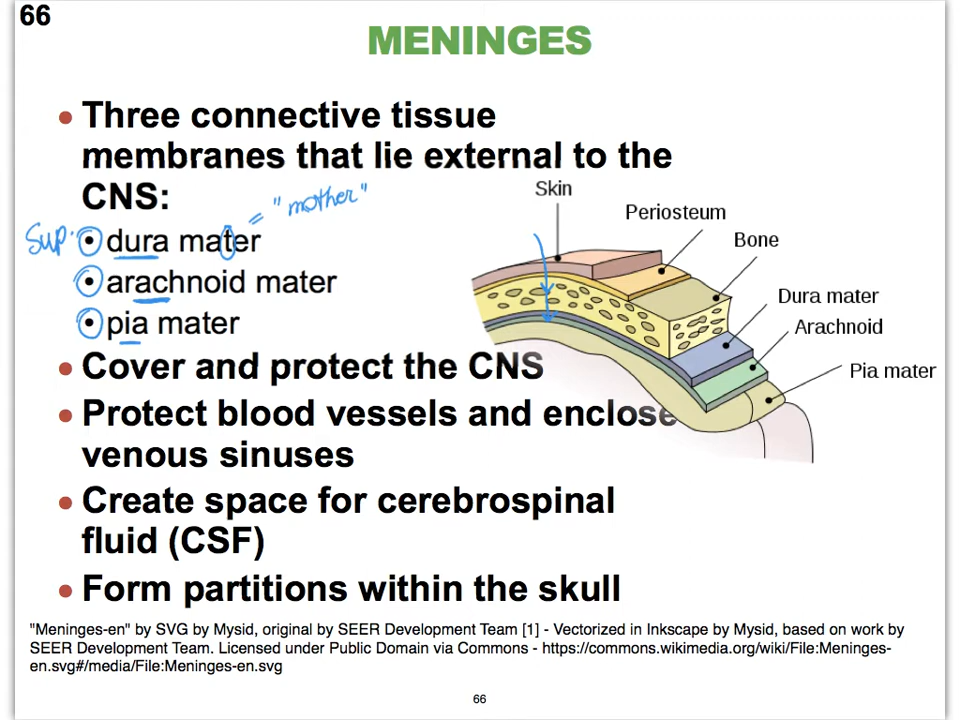 66
MENINGES
• Three connective tissue
membranes that lie external to the
CNS:
= "mother"
Sup. • dura mater
• arachnoid mater
• pia mater
• Cover and protect the CNS
• Protect blood vessels and enclose
venous sinuses
• Create space for cerebrospinal
fluid (CSF)
• Form partitions within the skull
Skin
Periosteum
Bone
Dura mater
Arachnoid
Pia mater
"Meninges-en" by SVG by Mysid, original by SEER Development Team [1] - Vectorized in Inkscape by Mysid, based on work by
SEER Development Team. Licensed under Public Domain via Commons - https://commons.wikimedia.org/wiki/File:Meninges-
en.svg#/media/File:Meninges-en.svg
66